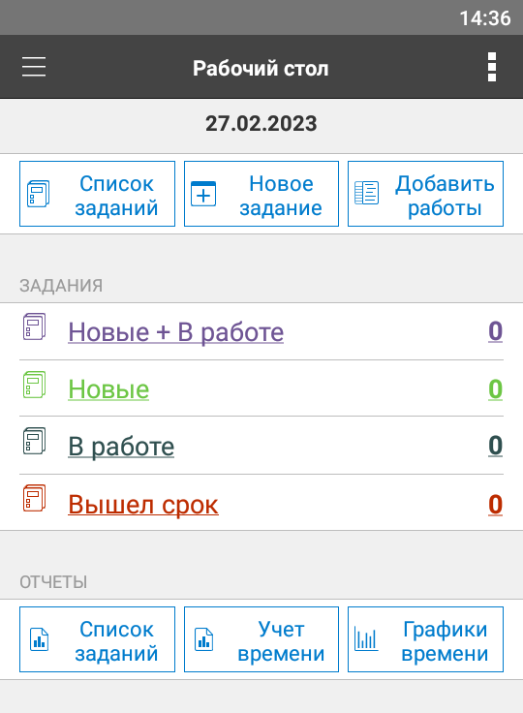 14:36
Рабочий стол
27.02.2023
Список
заданий
Новое
задание
Добавить
работы
ЗАДАНИЯ
Новые + В работе 0
Новые 0
В работе 0
Вышел срок 0
ОТЧЕТЫ
Список
заданий
Учет
времени
Графики
времени